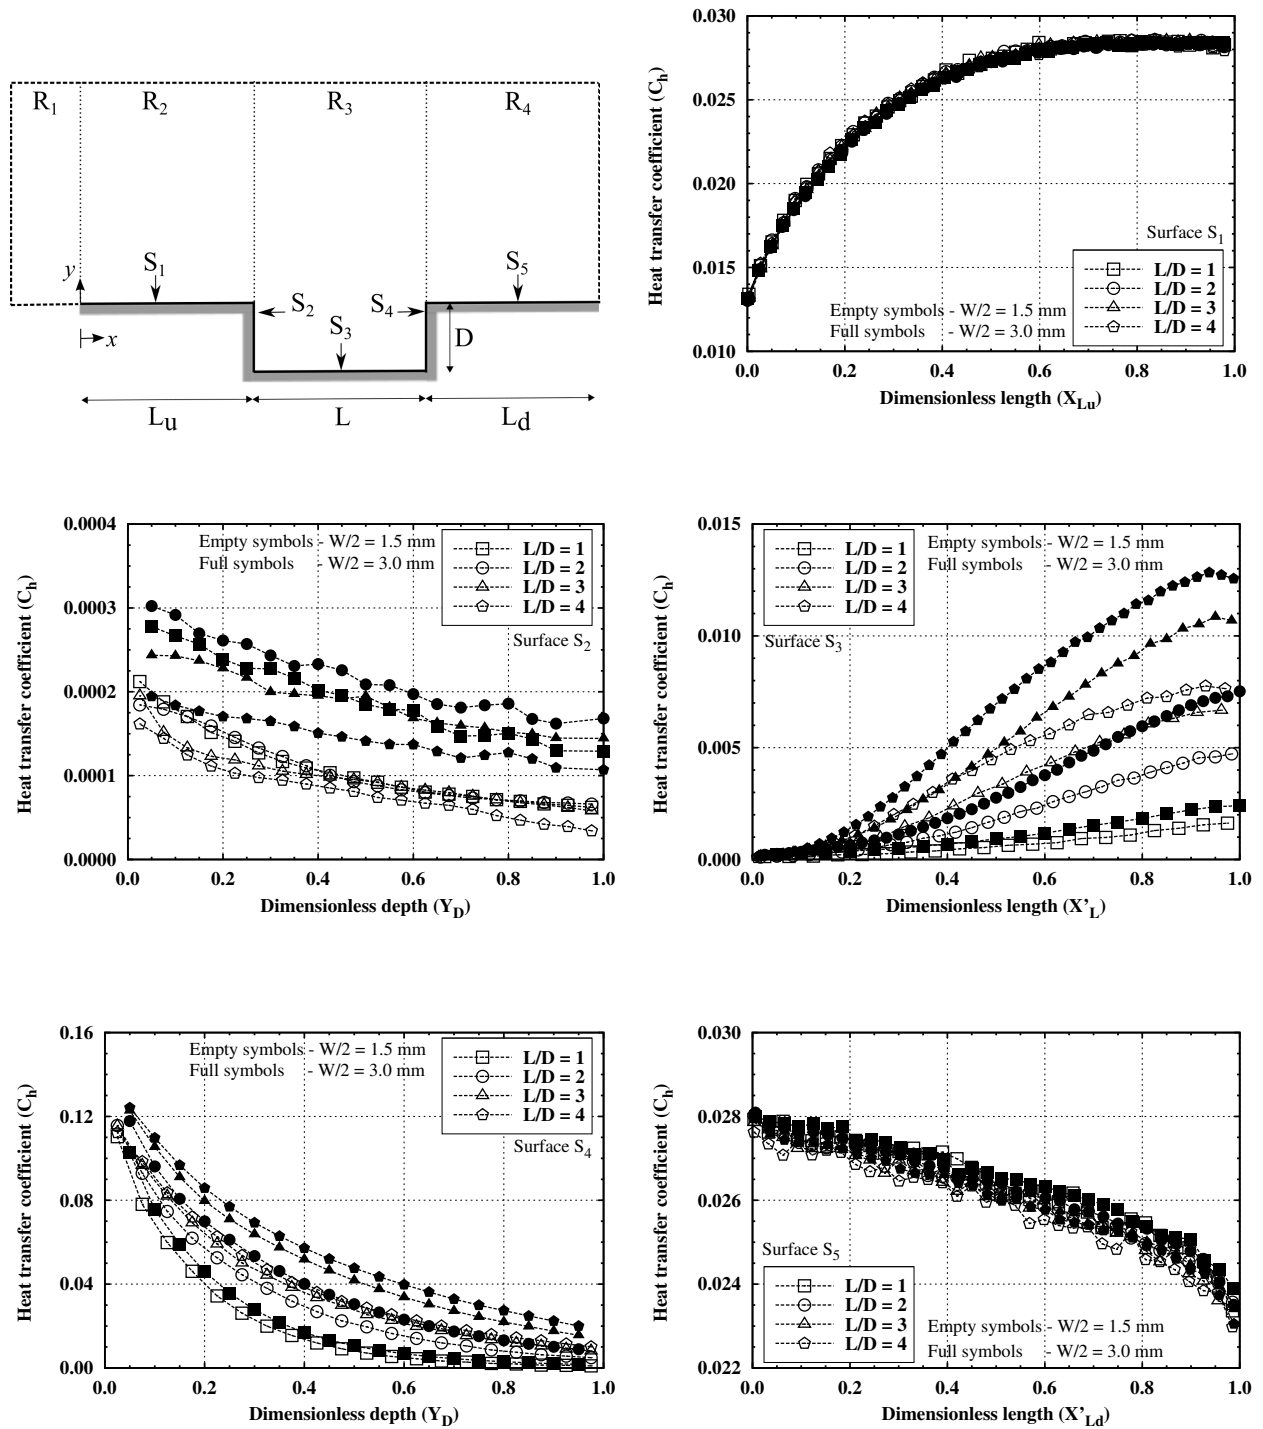 R1 R2 R3 R4
y S1 S5
S2 S4
S3
x D
Lu L Ld
Heat transfer coefficient (Ch)
0.030
0.025
0.020
0.015
0.010
Surface S1
L/D = 1
L/D = 2
L/D = 3
L/D = 4
Empty symbols - W/2 = 1.5 mm
Full symbols - W/2 = 3.0 mm
0.0 0.2 0.4 0.6 0.8 1.0
Dimensionless length (XLu)
Heat transfer coefficient (Ch)
0.0004
0.0003
0.0002
0.0001
0.0000
Empty symbols - W/2 = 1.5 mm
Full symbols - W/2 = 3.0 mm
L/D = 1
L/D = 2
L/D = 3
L/D = 4
Surface S2
0.0 0.2 0.4 0.6 0.8 1.0
Dimensionless depth (YD)
Heat transfer coefficient (Ch)
0.015
0.010
0.005
0.000
L/D = 1
L/D = 2
L/D = 3
L/D = 4
Empty symbols - W/2 = 1.5 mm
Full symbols - W/2 = 3.0 mm
Surface S3
0.0 0.2 0.4 0.6 0.8 1.0
Dimensionless length (X'L)
Heat transfer coefficient (Ch)
0.16
0.12
0.08
0.04
0.00
Empty symbols - W/2 = 1.5 mm
Full symbols - W/2 = 3.0 mm
L/D = 1
L/D = 2
L/D = 3
L/D = 4
Surface S4
0.0 0.2 0.4 0.6 0.8 1.0
Dimensionless depth (YD)
Heat transfer coefficient (Ch)
0.030
0.028
0.026
0.024
0.022
Surface S5
L/D = 1
L/D = 2
L/D = 3
L/D = 4
Empty symbols - W/2 = 1.5 mm
Full symbols - W/2 = 3.0 mm
0.0 0.2 0.4 0.6 0.8 1.0
Dimensionless length (X'Ld)